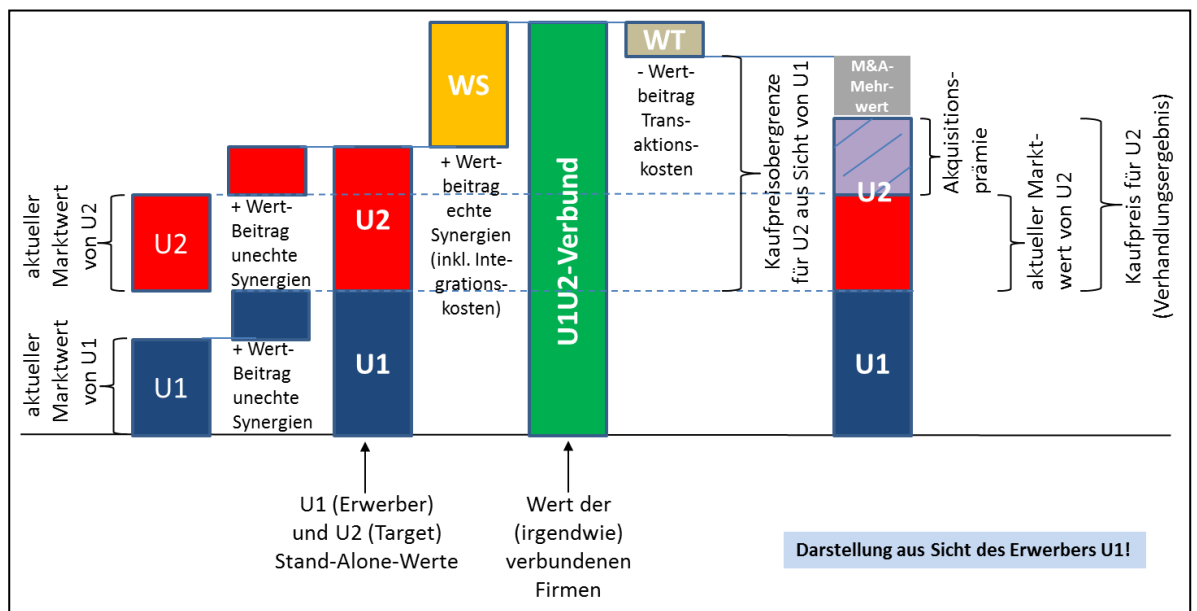 aktueller
Marktwert
von U2
U2
+ Wert-
Beitrag
unechte
Synergien
aktueller
Marktwert
von U1
U1
+ Wert-
Beitrag
unechte
Synergien
U2
U1
U1 (Erwerber)
und U2 (Target)
Stand-Alone-Werte
WS
+ Wert-
beitrag
echte
Synergien
(inkl. Inte-
grations-
kosten)
U1U2-Verbund
Wert der
(irgendwie)
verbundenen
Firmen
WT
- Wert-
beitrag
Trans-
aktions-
kosten
Kaufpreisobergrenze
für U2 aus Sicht von U1
M&A-
Mehr-
wert
U2
U1
Akquisitions-
prämie
aktueller Markt-
wert von U2
Kaufpreis für U2
(Verhandlungsergebnis)
Darstellung aus Sicht des Erwerbers U1!